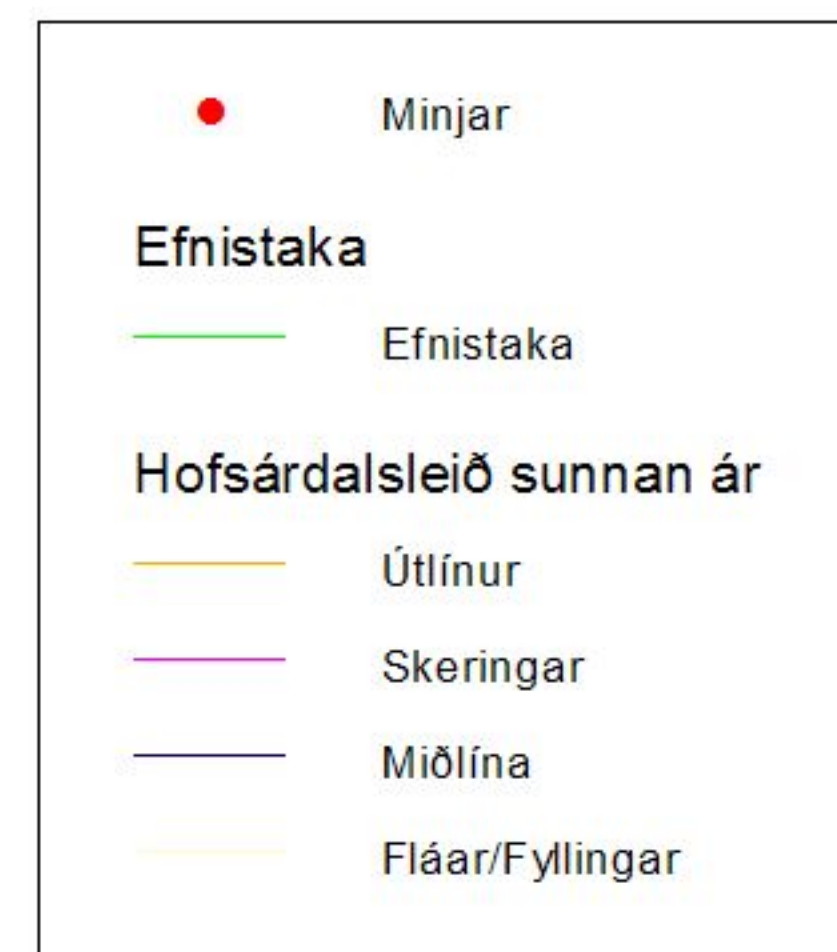 Minjar
Efnistaka
Efnistaka
Hofsárdalsleið sunnan ár
Útlínur
Skeringar
Miðlína
Fláar/Fyllingar